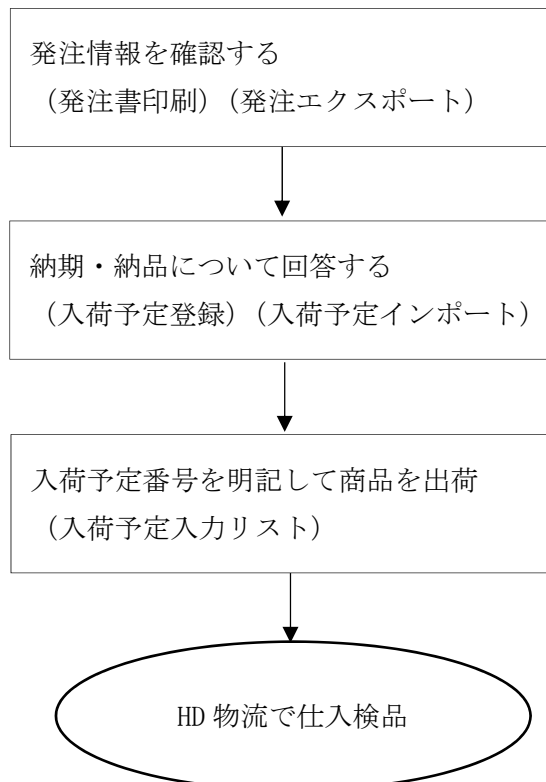 発注情報を確認する
（発注書印刷）（発注エクスポート）
納期・納品について回答する
（入荷予定登録）（入荷予定インポート）
入荷予定番号を明記して商品を出荷
（入荷予定入力リスト）
HD 物流で仕入検品